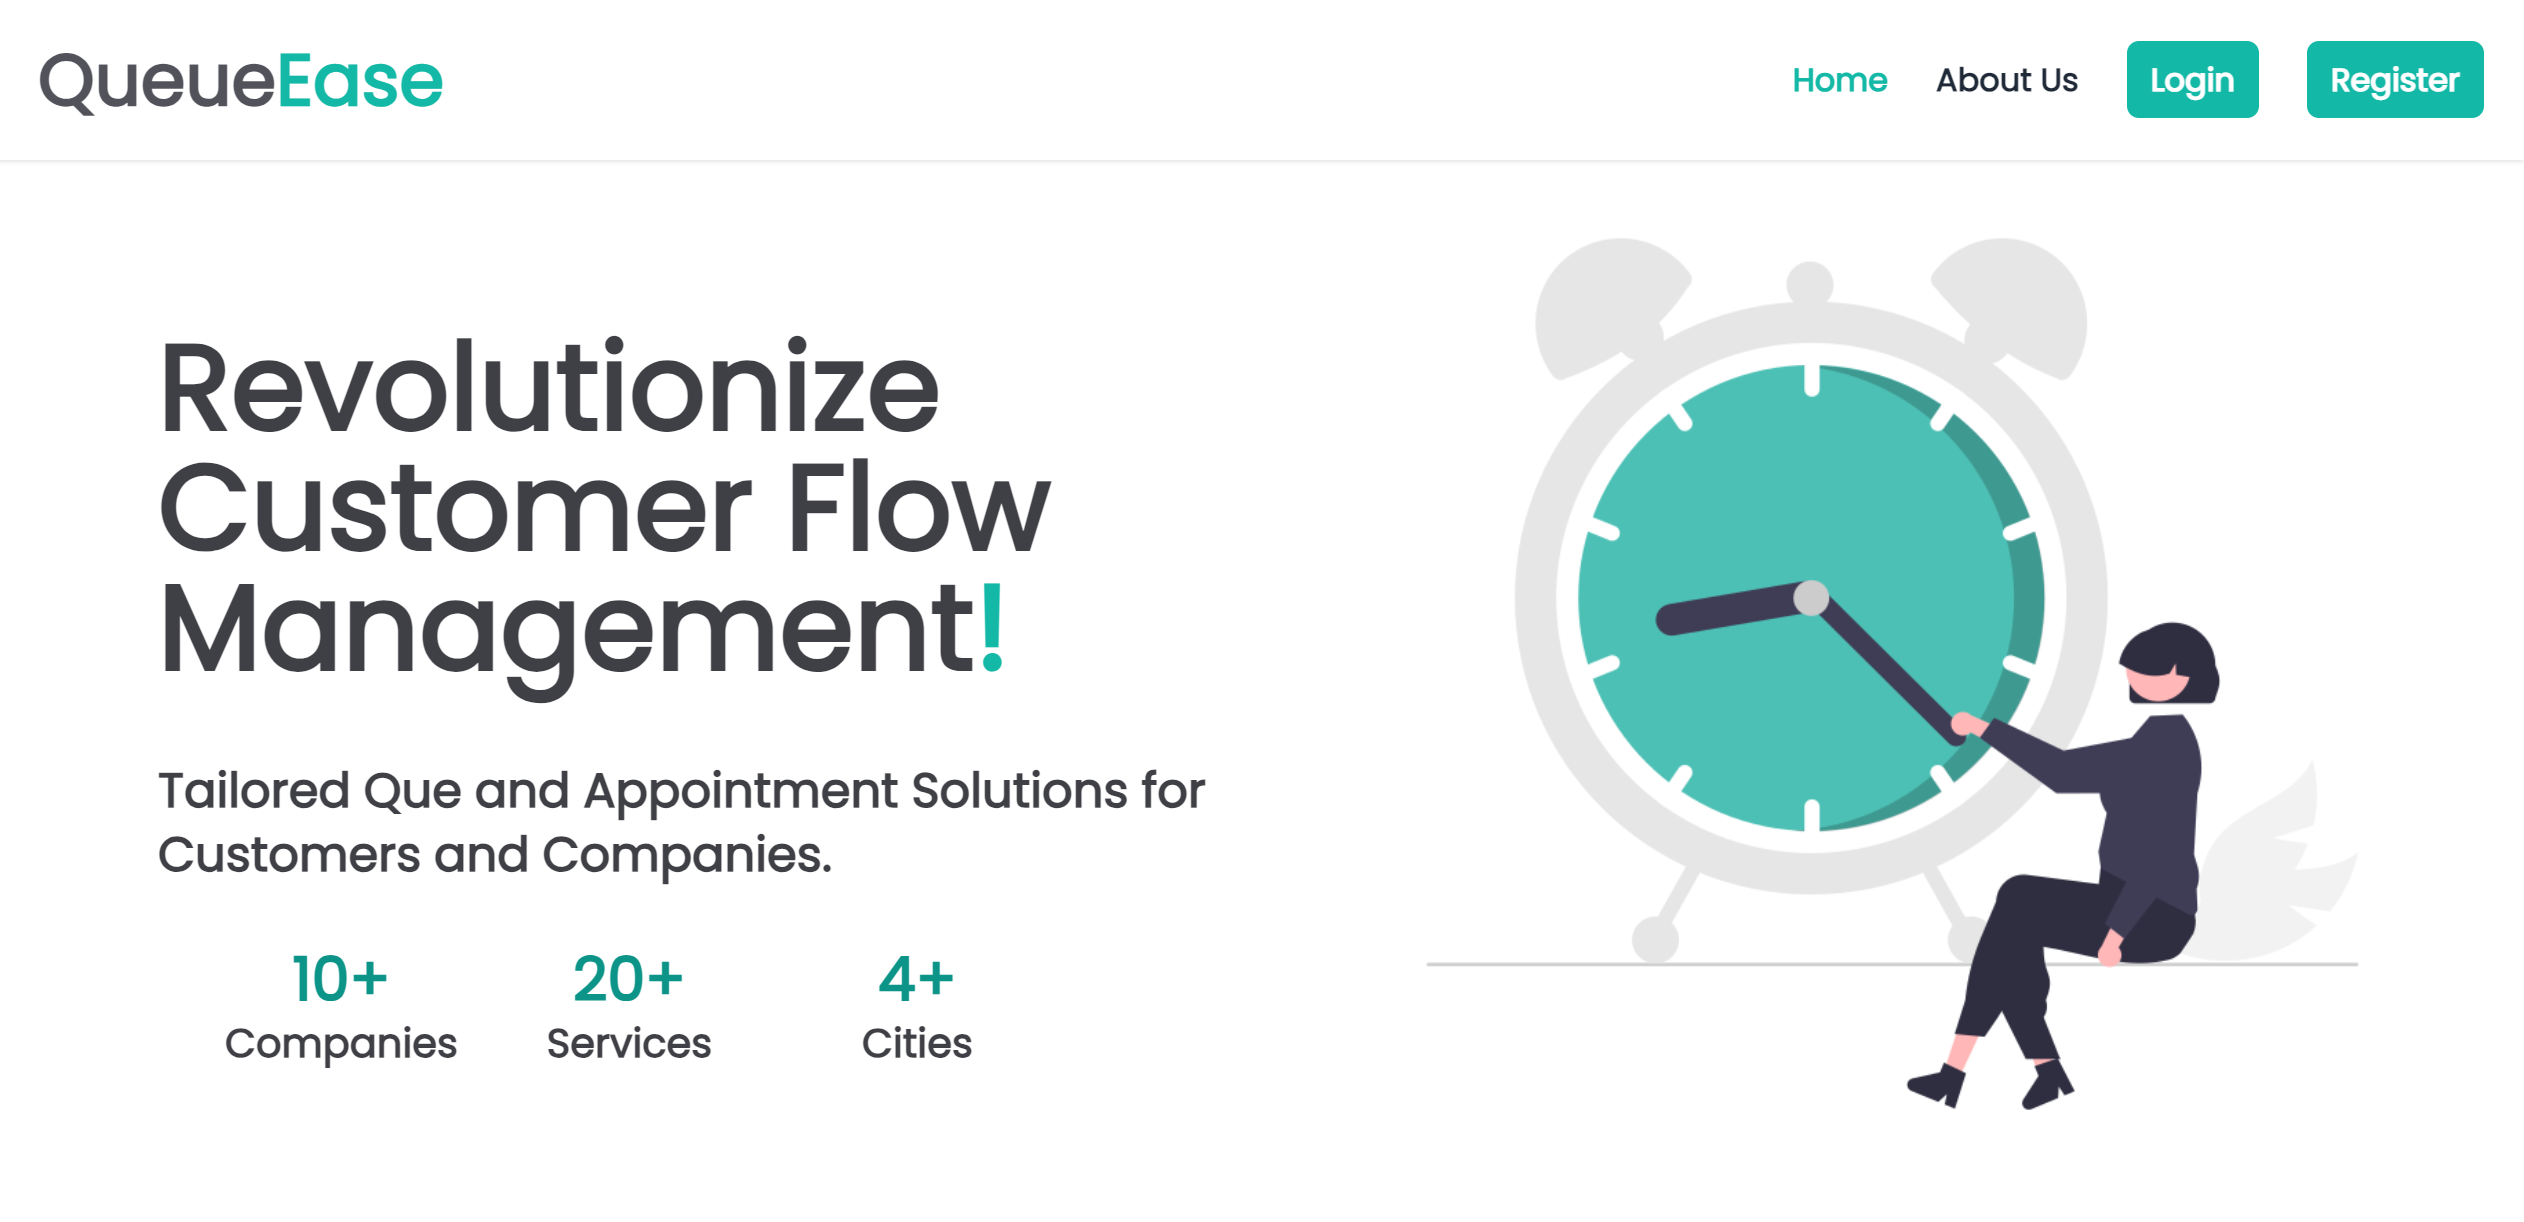 QueueEase
Home About Us Login Register
Revolutionize
Customer Flow
Management!
Tailored Que and Appointment Solutions for
Customers and Companies.
10+ 20+ 4+
Companies Services Cities